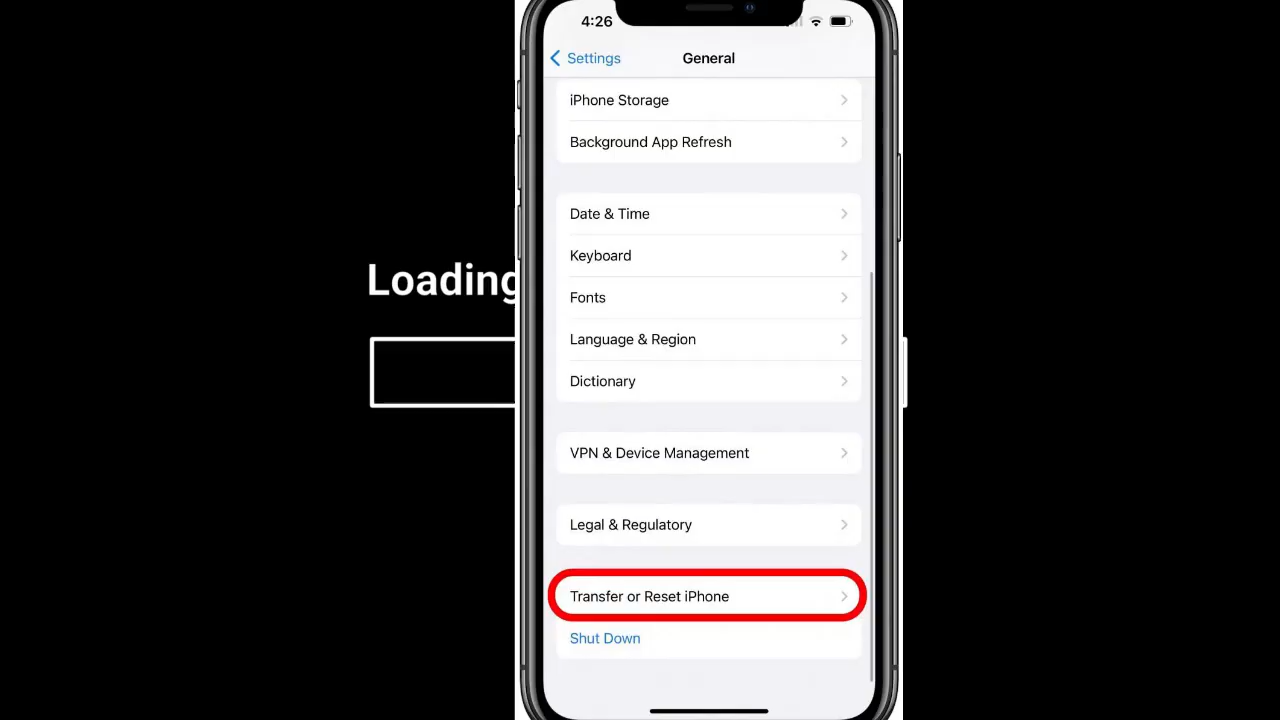 4:26
Settings
General
iPhone Storage
Background App Refresh
Date & Time
Keyboard
Fonts
Loading
Language & Region
Dictionary
VPN & Device Management
Legal & Regulatory
Transfer or Reset iPhone
Shut Down